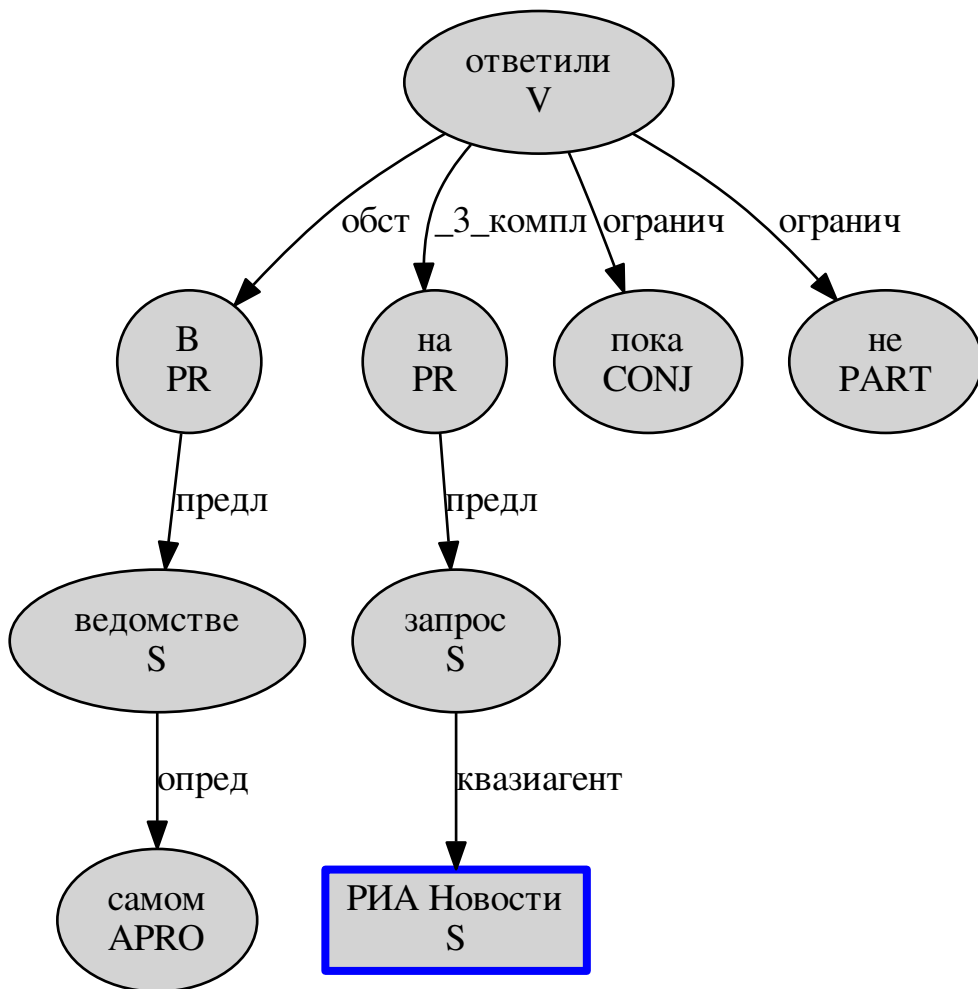 ответили
V
обст
_3_компл
огранич
огранич
В
PR
на
PR
пока
CONJ
не
PART
предл
предл
ведомстве
S
запрос
S
опред
квазиагент
самом
APRO
РИА Новости
S